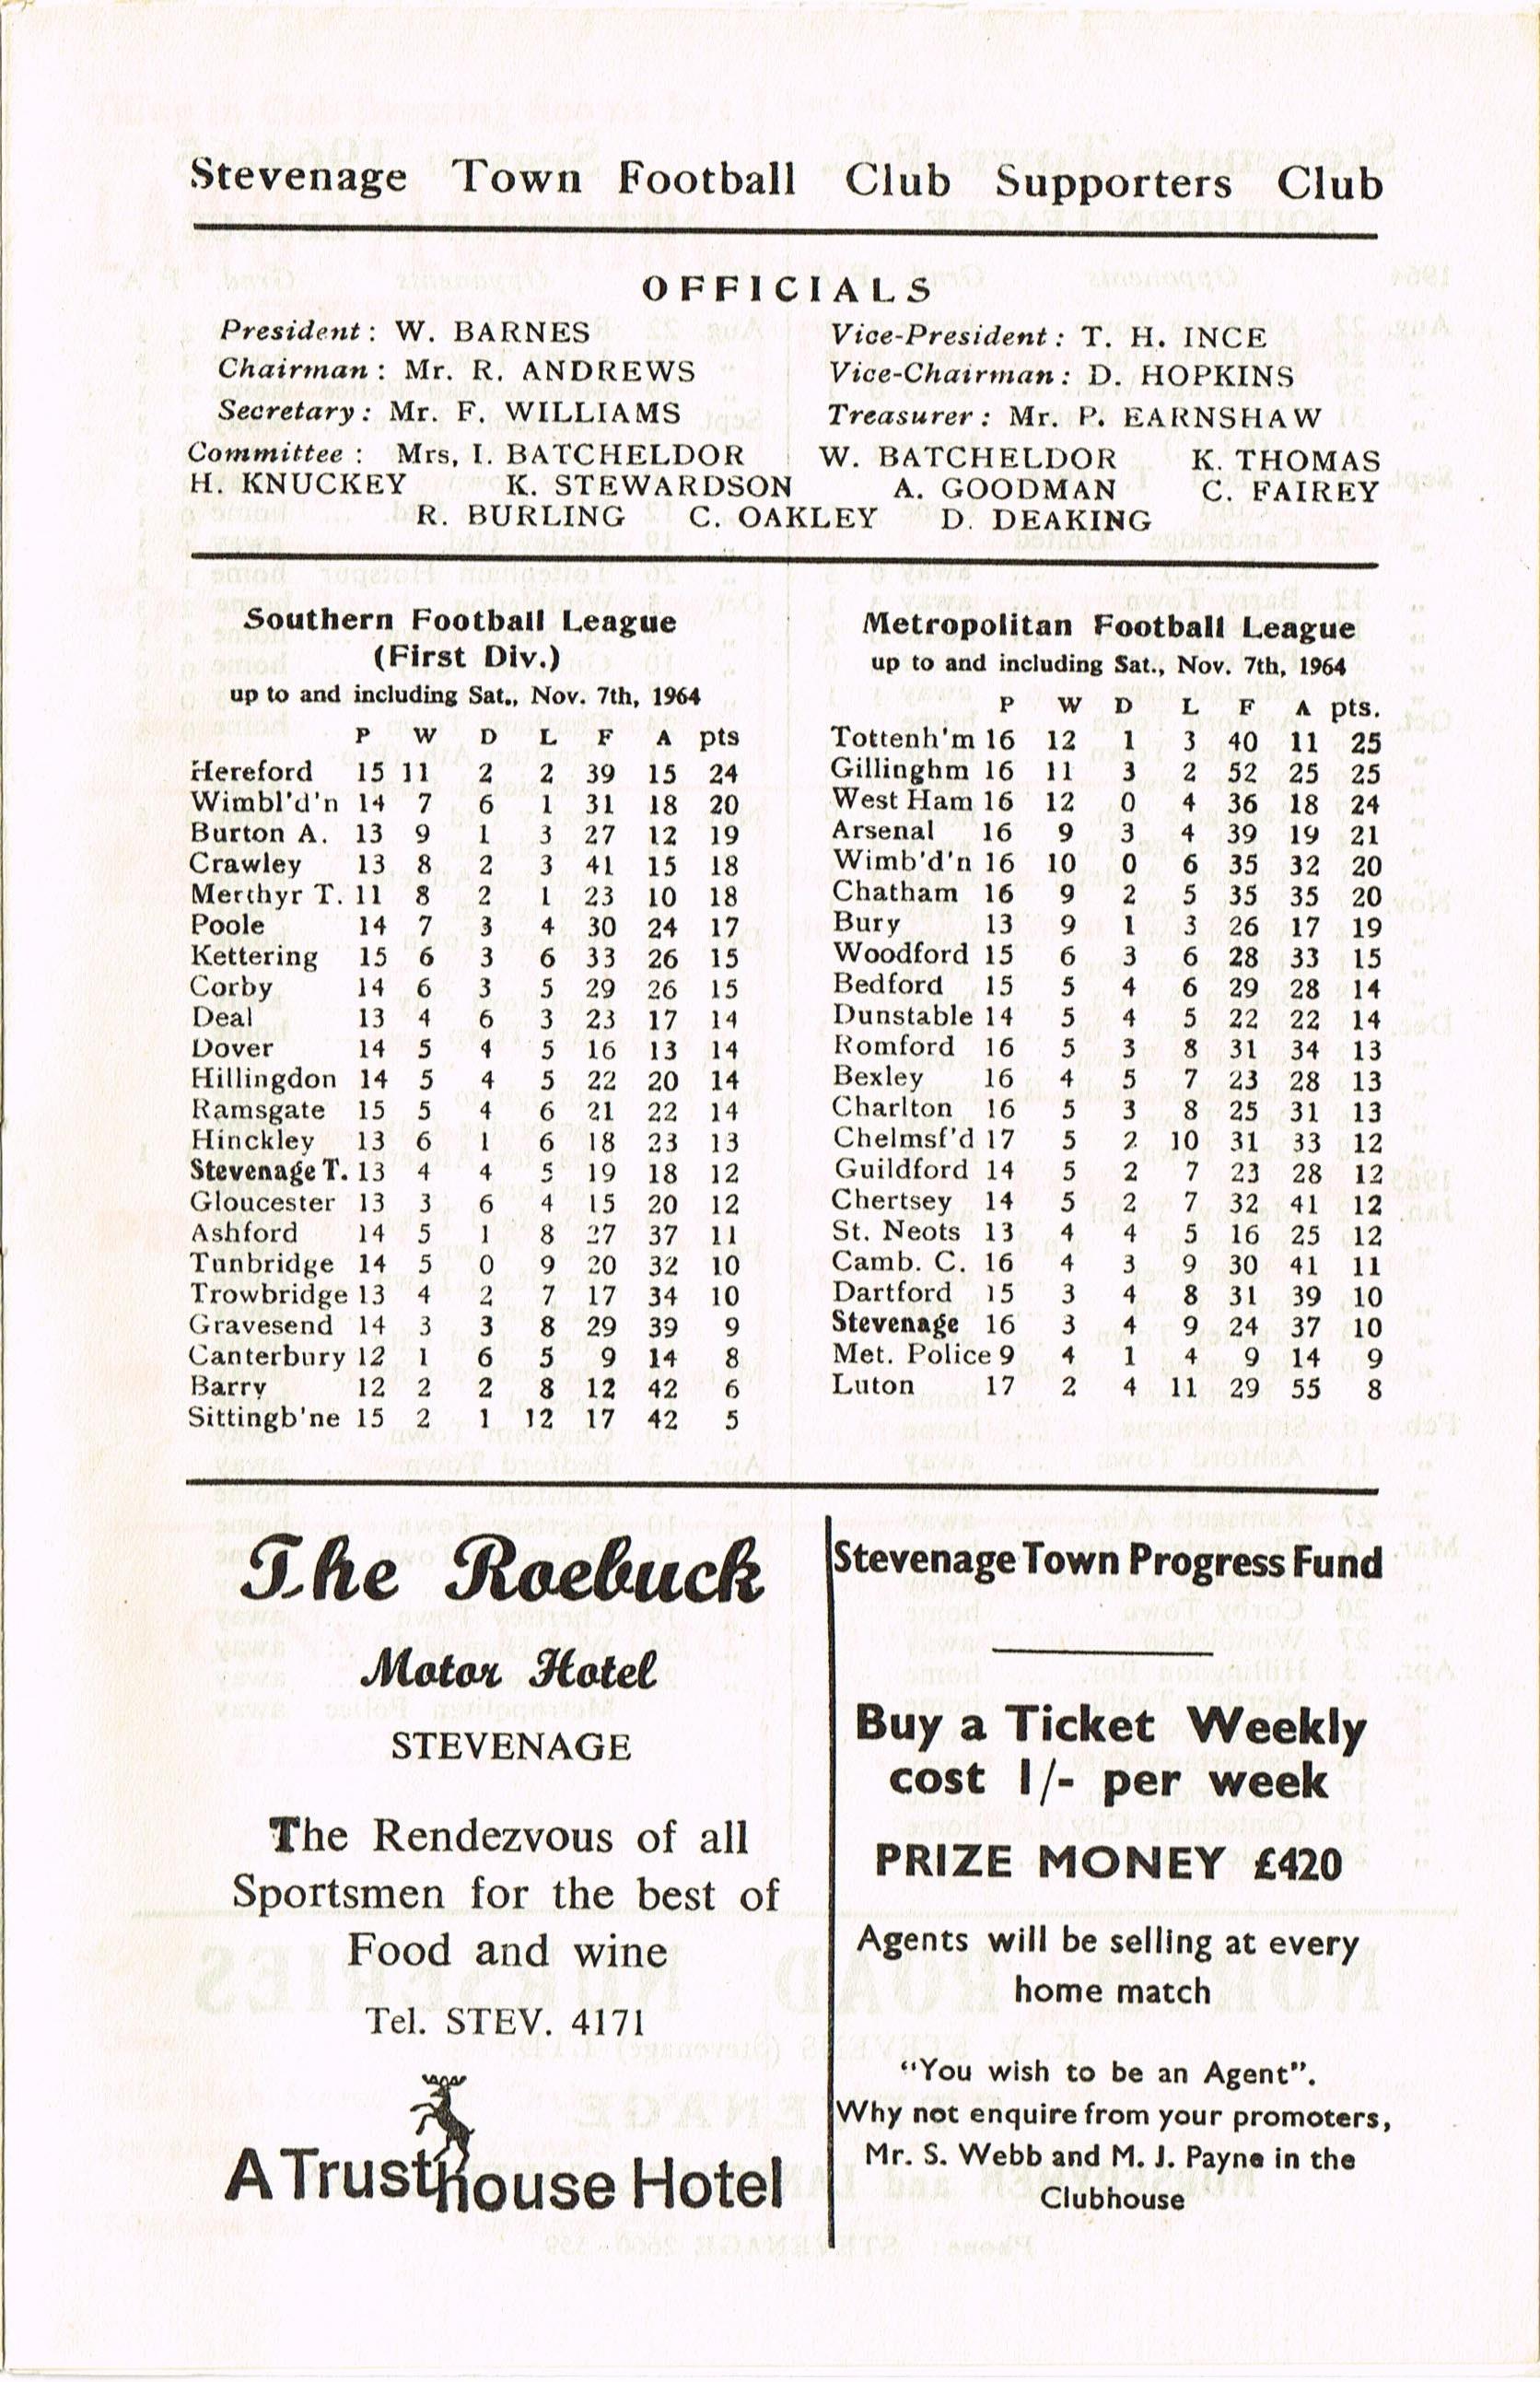 Stevenage Town Football Club Supporters Club
OFFICIALS
President: W. BARNES
Vice-President: T. H. INCE
Chairman: Mr. R. ANDREWS
Vice-Chairman: D. HOPKINS
Secretary: Mr. F. WILLIAMS
Treasurer: Mr. P. EARNSHAW
Committee: Mrs, I. BATCHELDOR W. BATCHELDOR K. THOMAS
H. KNUCKEY K. STEWARDSON A. GOODMAN C. FAIREY
R. BURLING C. OAKLEY D. DEAKING
Southern Football League
(First Div.)
up to and including Sat., Nov. 7th, 1964
P W D L F A pts
Hereford 15 11 2 2 39 15 24
Wimbl'd'n 14 7 6 1 31 18 20
Burton A. 13 9 1 3 27 12 19
Crawley 13 8 2 3 41 15 18
Merthyr T. 11 8 2 1 23 10 18
Poole 14 7 3 4 30 24 17
Kettering 15 6 3 6 33 26 15
Corby 14 6 3 5 29 26 15
Deal 13 4 6 3 23 17 14
Dover 14 5 4 5 16 13 14
Hillingdon 14 5 4 5 22 20 14
Ramsgate 15 5 4 6 21 22 14
Hinckley 13 6 1 6 18 23 13
Stevenage T. 13 4 4 5 19 18 12
Gloucester 13 3 6 4 15 20 12
Ashford 14 5 1 8 27 37 11
Tunbridge 14 5 0 9 20 32 10
Trowbridge 13 4 2 7 17 34 10
Gravesend 14 3 3 8 29 39 9
Canterbury 12 1 6 5 9 14 8
Barry 12 2 2 8 12 42 6
Sittingb'ne 15 2 1 12 17 42 5
Metropolitan Football League
up to and including Sat., Nov. 7th, 1964
P W D L F A pts.
Tottenh'm 16 12 1 3 40 11 25
Gillinghm 16 11 3 2 52 25 25
West Ham 16 12 0 4 36 18 24
Arsenal 16 9 3 4 39 19 21
Wimb'd'n 16 10 0 6 35 32 20
Chatham 16 9 2 5 35 35 20
Bury 13 9 1 3 26 17 19
Woodford 15 6 3 6 28 33 15
Bedford 15 5 4 6 29 28 14
Dunstable 14 5 4 5 22 22 14
Romford 16 5 3 8 31 34 13
Bexley 16 4 5 7 23 28 13
Charlton 16 5 3 8 25 31 13
Chelmsf'd 17 5 2 10 31 33 12
Guildford 14 5 2 7 23 28 12
Chertsey 14 5 2 7 32 41 12
St. Neots 13 4 4 5 16 25 12
Camb. C. 16 4 3 9 30 41 11
Dartford 15 3 4 8 31 39 10
Stevenage 16 3 4 9 24 37 10
Met. Police 9 4 1 4 9 14 9
Luton 17 2 4 11 29 55 8
The Roebuck
Motor Hotel
STEVENAGE
The Rendezvous of all
Sportsmen for the best of
Food and wine
Tel. STEV. 4171
A Trusthouse Hotel
Stevenage Town Progress Fund
Buy a Ticket Weekly
cost 1/- per week
PRIZE MONEY £420
Agents will be selling at every
home match
"You wish to be an Agent".
Why not enquire from your promoters,
Mr. S. Webb and M. J. Payne in the
Clubhouse